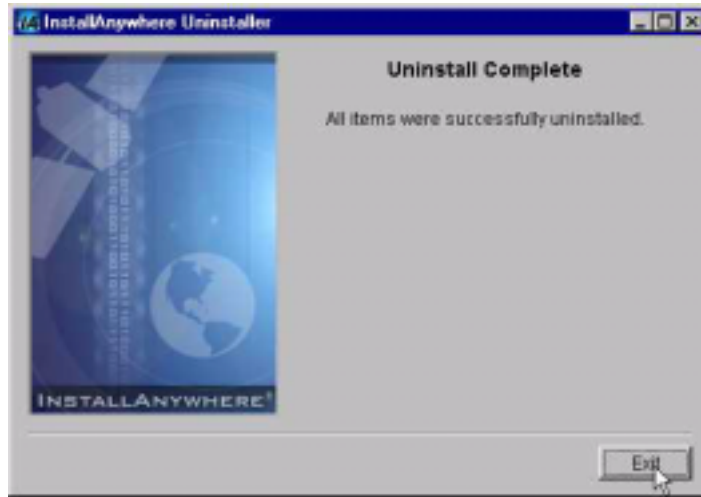 InstallAnywhere Uninstaller
Uninstall Complete
All items were successfully uninstalled.
INSTALLANYWHERE
Exit